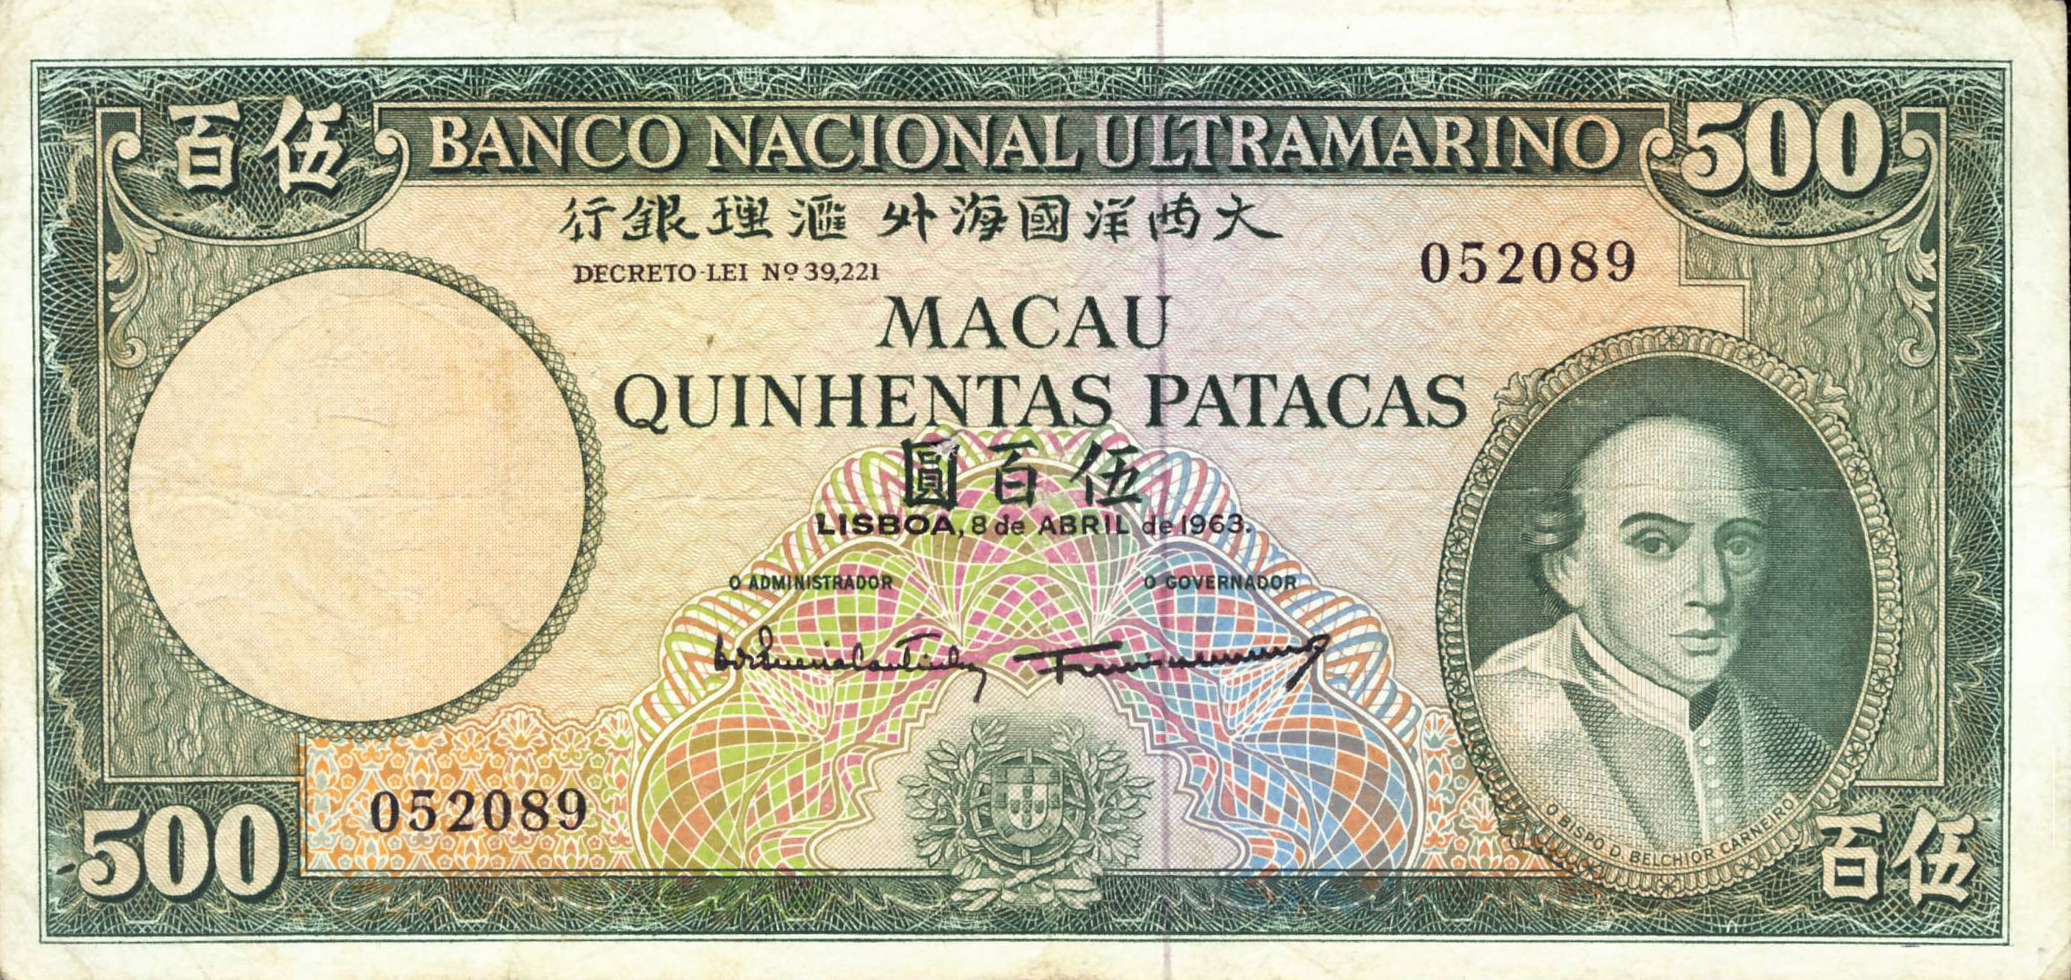 百伍
BANCO NACIONAL ULTRAMARINO
500
行銀理滙外海國洋西大
DECRETO-LEI Nº 39,221
052089
MACAU
QUINHENTAS PATACAS
圓百伍
LISBOA, 8 de ABRIL de 1963.
O ADMINISTRADOR
O GOVERNADOR
052089
O BISPO D. BELCHIOR CARNEIRO
500
百伍